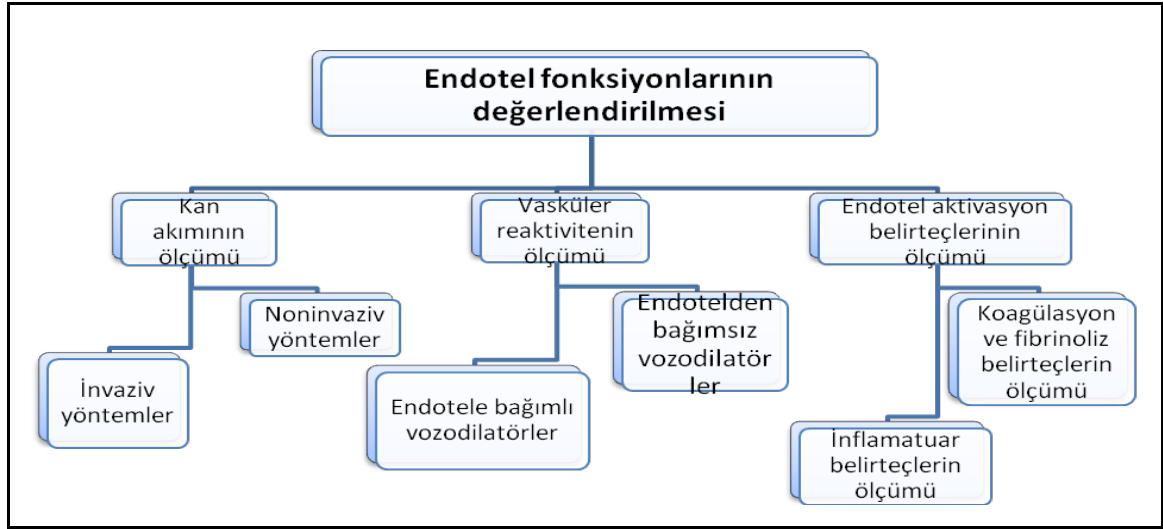 Endotel fonksiyonlarının
değerlendirilmesi
Kan
akımının
ölçümü
Vasküler
reaktivitenin
ölçümü
Endotel aktivasyon
belirteçlerinin
ölçümü
Noninvaziv
yöntemler
Endotelden
bağımsız
vozodilatör
ler
Koagülasyon
ve fibrinoliz
belirteçlerin
ölçümü
İnvaziv
yöntemler
Endotele bağımlı
vozodilatörler
İnflamatuar
belirteçlerin
ölçümü